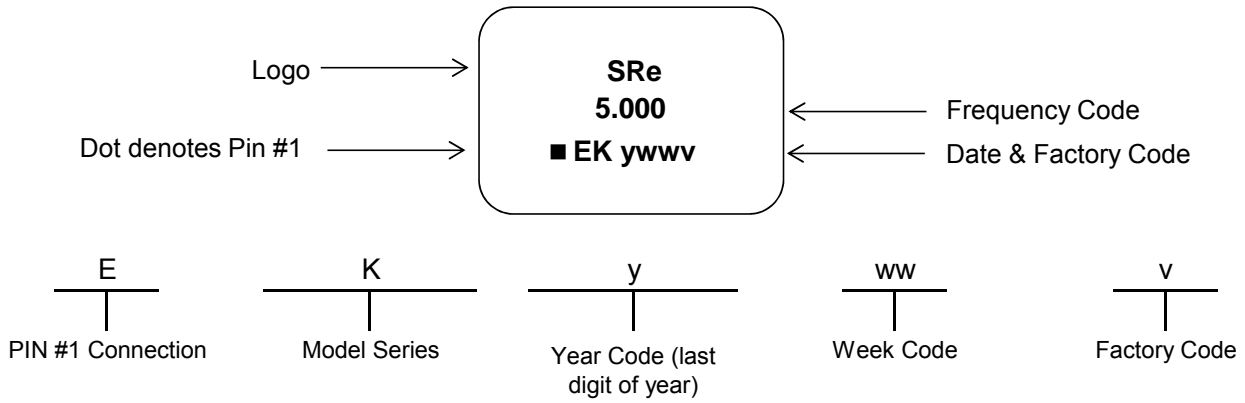 Logo
SRe
5.000
Frequency Code
Dot denotes Pin #1
■ EK ywwv
Date & Factory Code
E
K
y
ww
v
PIN #1 Connection
Model Series
Year Code (last
digit of year)
Week Code
Factory Code